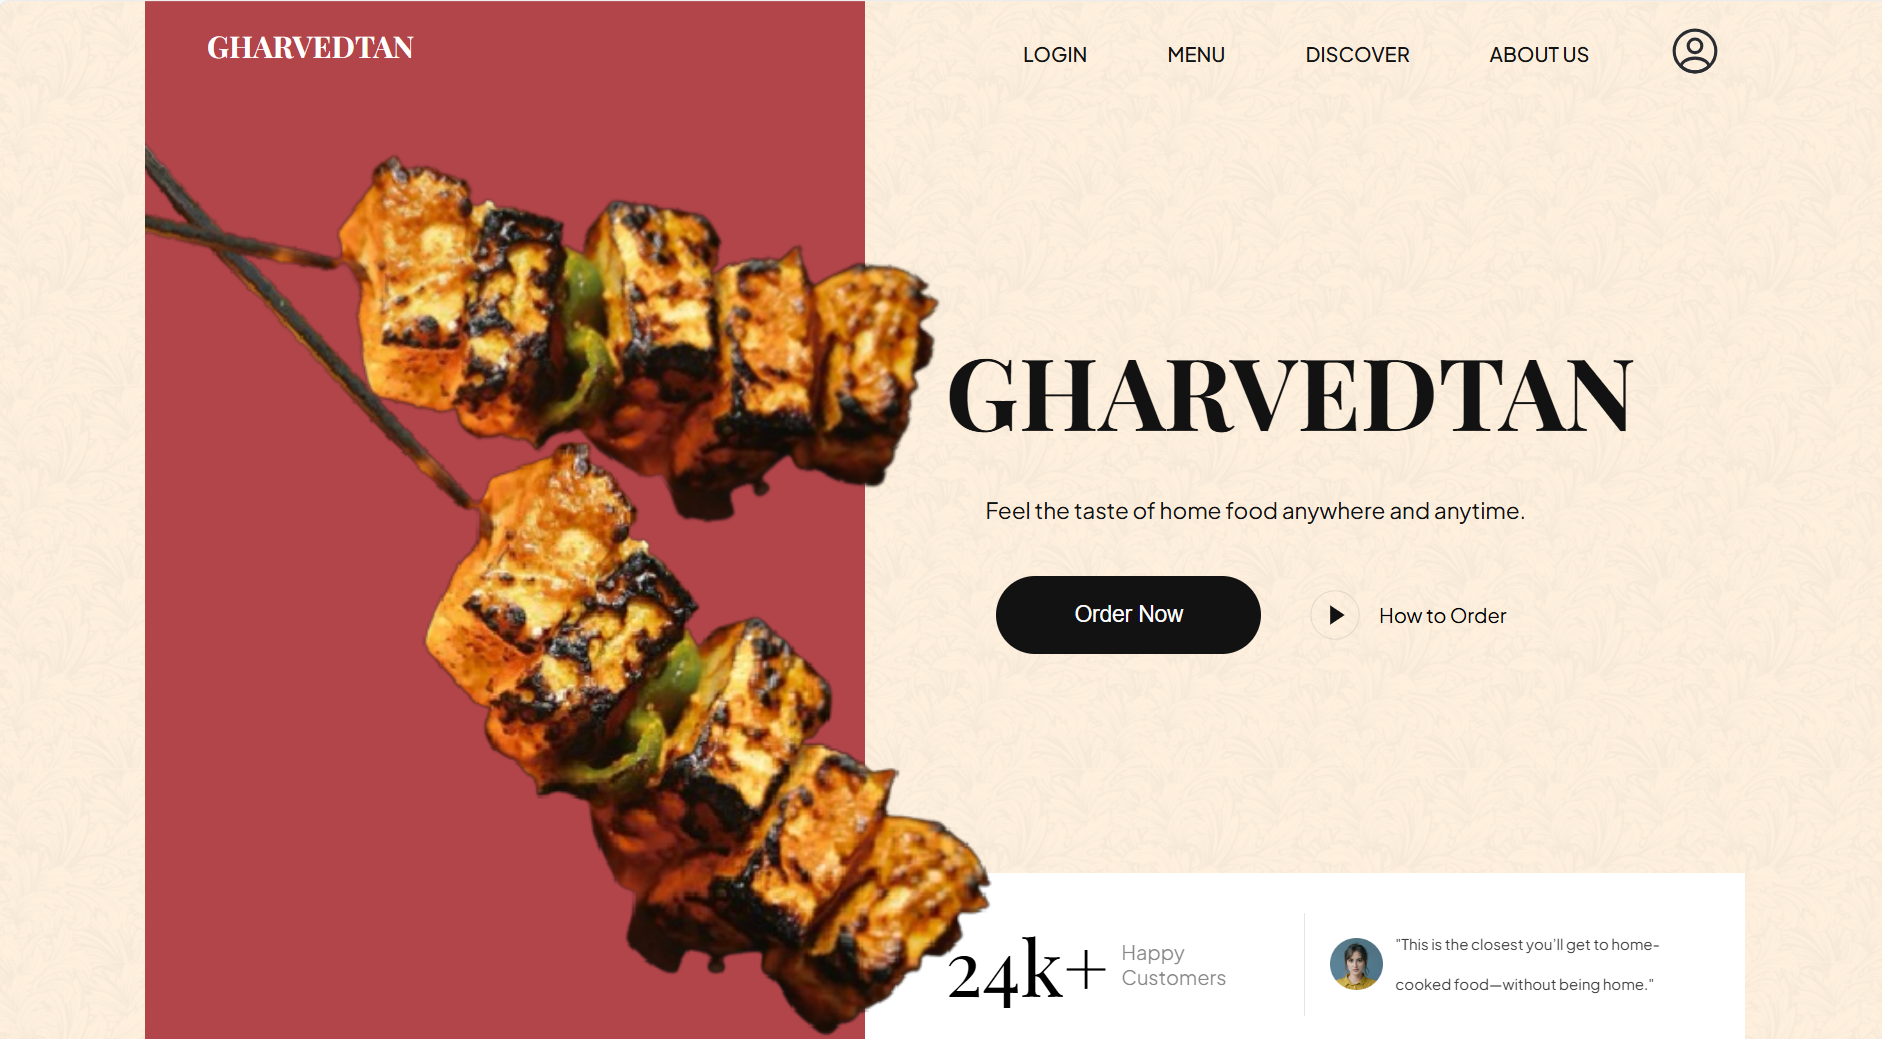 GHARVEDTAN
LOGIN
MENU
DISCOVER
ABOUT US
GHARVEDTAN
Feel the taste of home food anywhere and anytime.
Order Now
How to Order
24k+
Happy
Customers
"This is the closest you'll get to home-
cooked food—without being home."